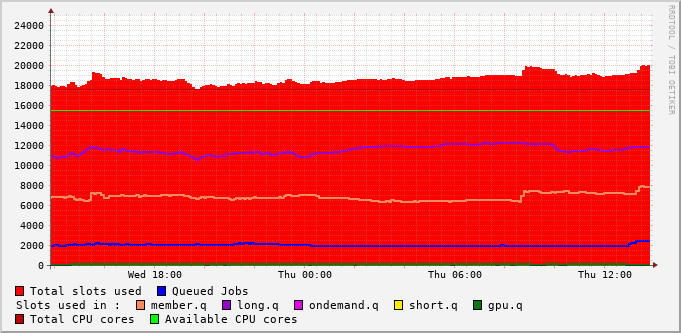 RRDTOOL / TOBI OETIKER
24000
22000
20000
18000
16000
14000
12000
10000
8000
6000
4000
2000
0
Wed 18:00 Thu 00:00 Thu 06:00 Thu 12:00
Total slots used Queued Jobs
Slots used in : member.q long.q ondemand.q short.q gpu.q
Total CPU cores Available CPU cores